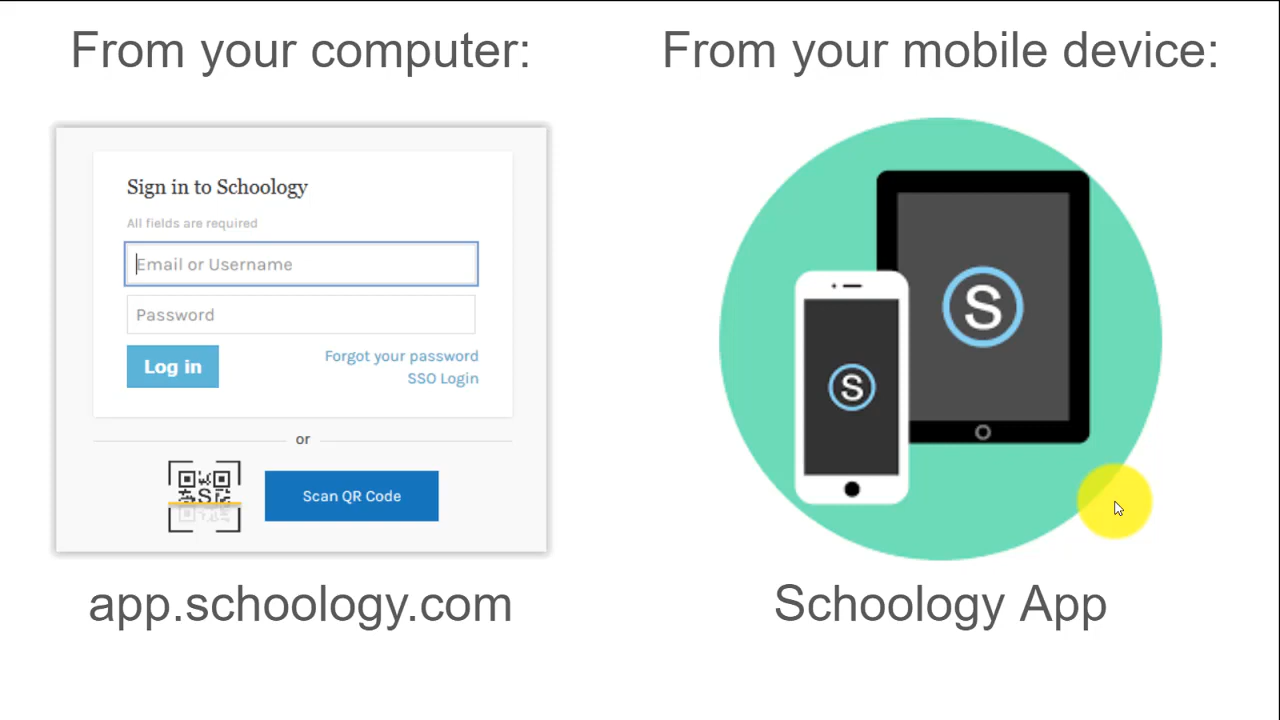 From your computer:
Sign in to Schoology
All fields are required
Email or Username
Password
Log in
Forgot your password
SSO Login
or
S
Scan QR Code
app.schoology.com
From your mobile device:
S
S
Schoology App